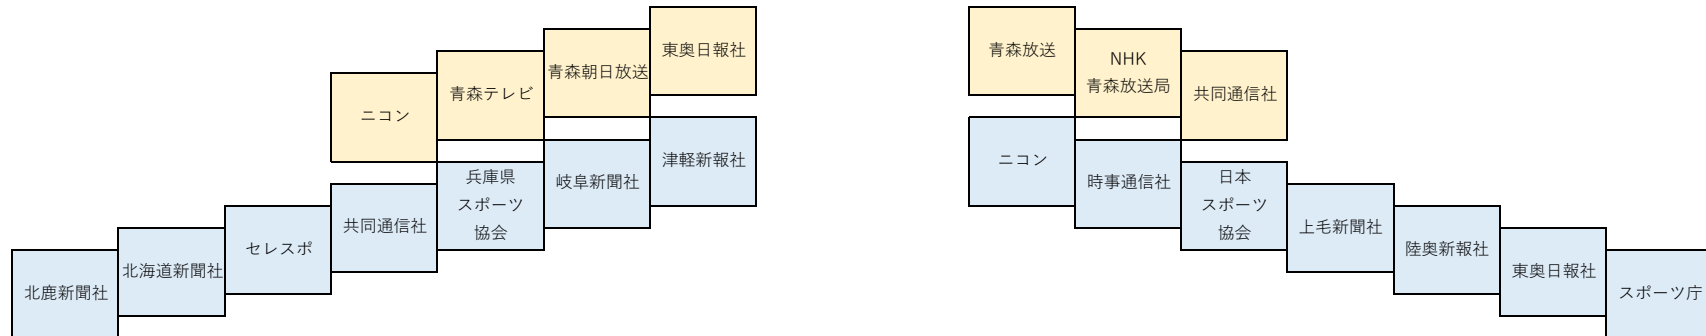 ニコン
青森テレビ
青森朝日放送
東奥日報社
青森放送
NHK
青森放送局
共同通信社
北鹿新聞社
北海道新聞社
セレスポ
共同通信社
兵庫県
スポーツ
協会
岐阜新聞社
津軽新報社
ニコン
時事通信社
日本
スポーツ
協会
上毛新聞社
陸奥新報社
東奥日報社
スポーツ庁